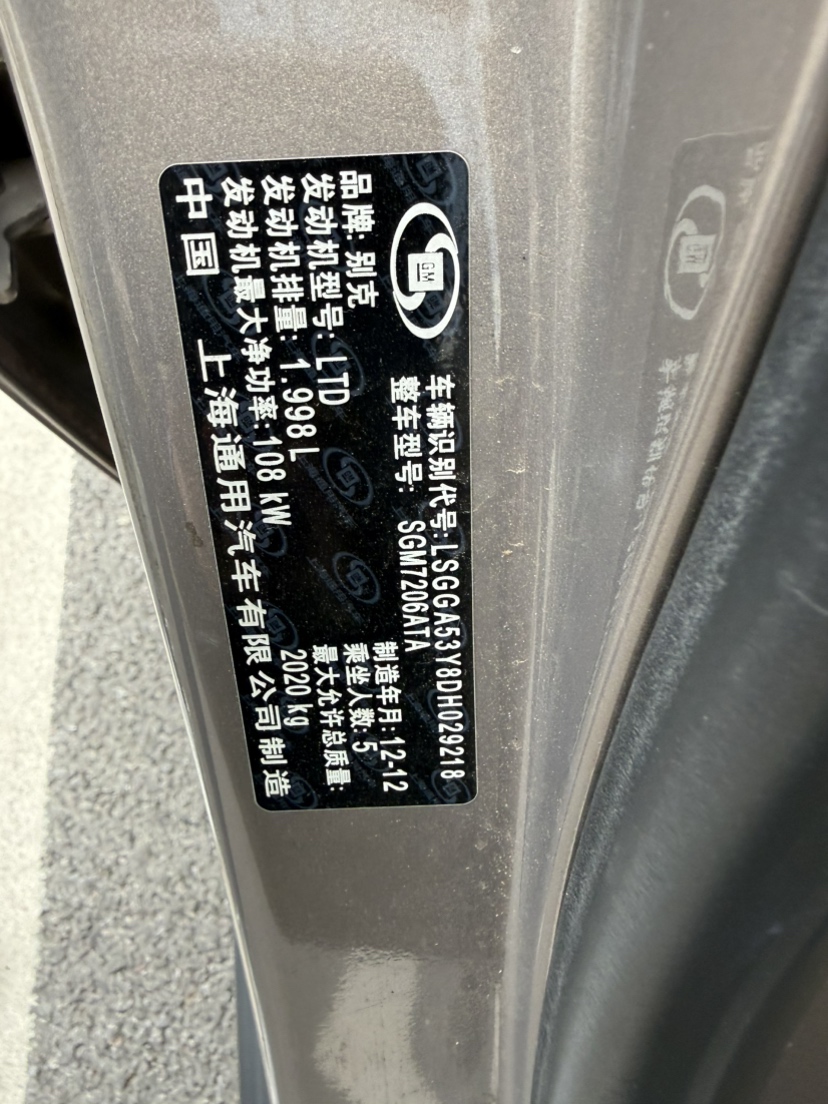 GM
车辆识别代号:LSGGA53Y8DH029218
整车型号: SGM7206ATA
品牌: 别克
制造年月:12-12
发动机型号: LTD
乘坐人数:5
发动机排量: 1.998L
最大允许总质量:
发动机最大净功率:108 kW
2020 kg
中国 上海通用汽车有限公司制造